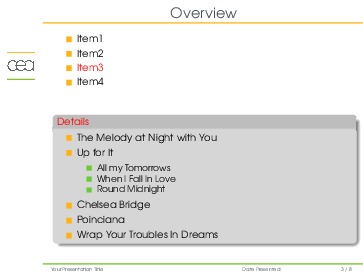 Overview
Item1
Item2
Item3
Item4
cea
Details
The Melody at Night with You
Up for It
All my Tomorrows
When I Fall In Love
Round Midnight
Chelsea Bridge
Poinciana
Wrap Your Troubles In Dreams
Your Presentation Title
Date Presented
3 / 8